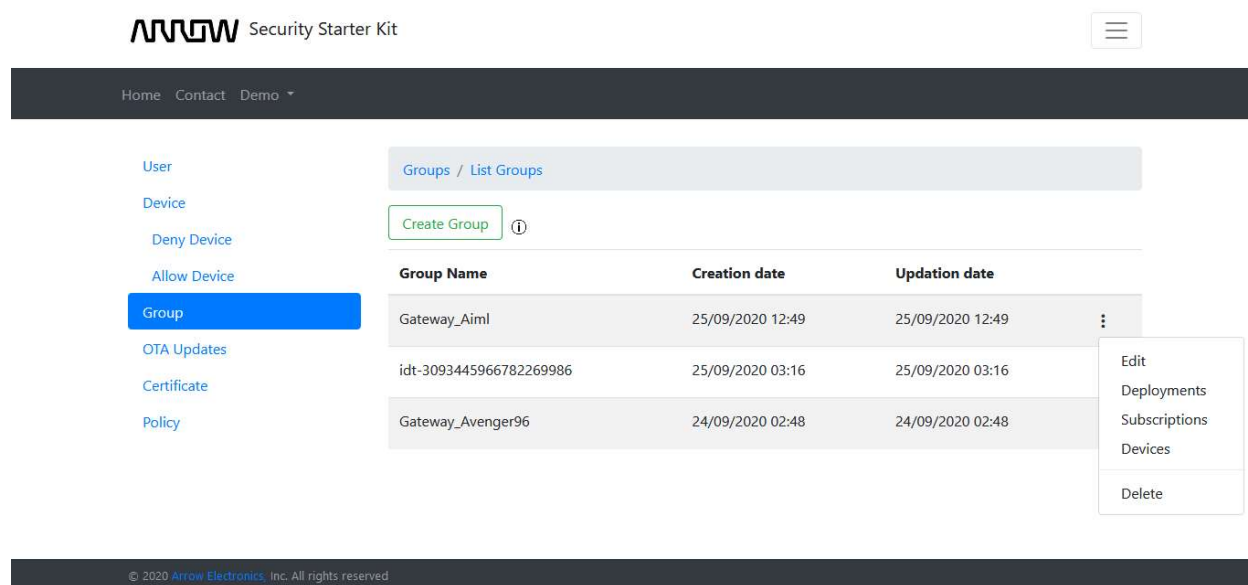 ARROW Security Starter Kit
Home Contact Demo
User
Device
Deny Device
Allow Device
Group
OTA Updates
Certificate
Policy
Groups / List Groups
Create Group
Group Name Creation date Updation date
Gateway_Aiml 25/09/2020 12:49 25/09/2020 12:49
idt-3093445966782269986 25/09/2020 03:16 25/09/2020 03:16
Gateway_Avenger96 24/09/2020 02:48 24/09/2020 02:48
Edit
Deployments
Subscriptions
Devices
Delete
© 2020 Arrow Electronics, Inc. All rights reserved